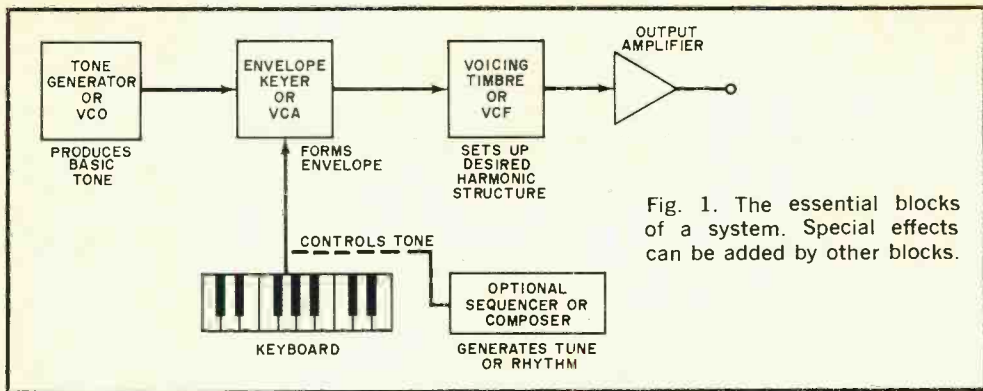 TONE
GENERATOR
OR
VCO
PRODUCES
BASIC
TONE
ENVELOPE
KEYER
OR
VCA
FORMS
ENVELOPE
VOICING
TIMBRE
OR
VCF
SETS UP
DESIRED
HARMONIC
STRUCTURE
OUTPUT
AMPLIFIER
CONTROLS TONE
KEYBOARD
OPTIONAL
SEQUENCER OR
COMPOSER
GENERATES TUNE
OR RHYTHM
Fig. 1. The essential blocks
of a system. Special effects
can be added by other blocks.